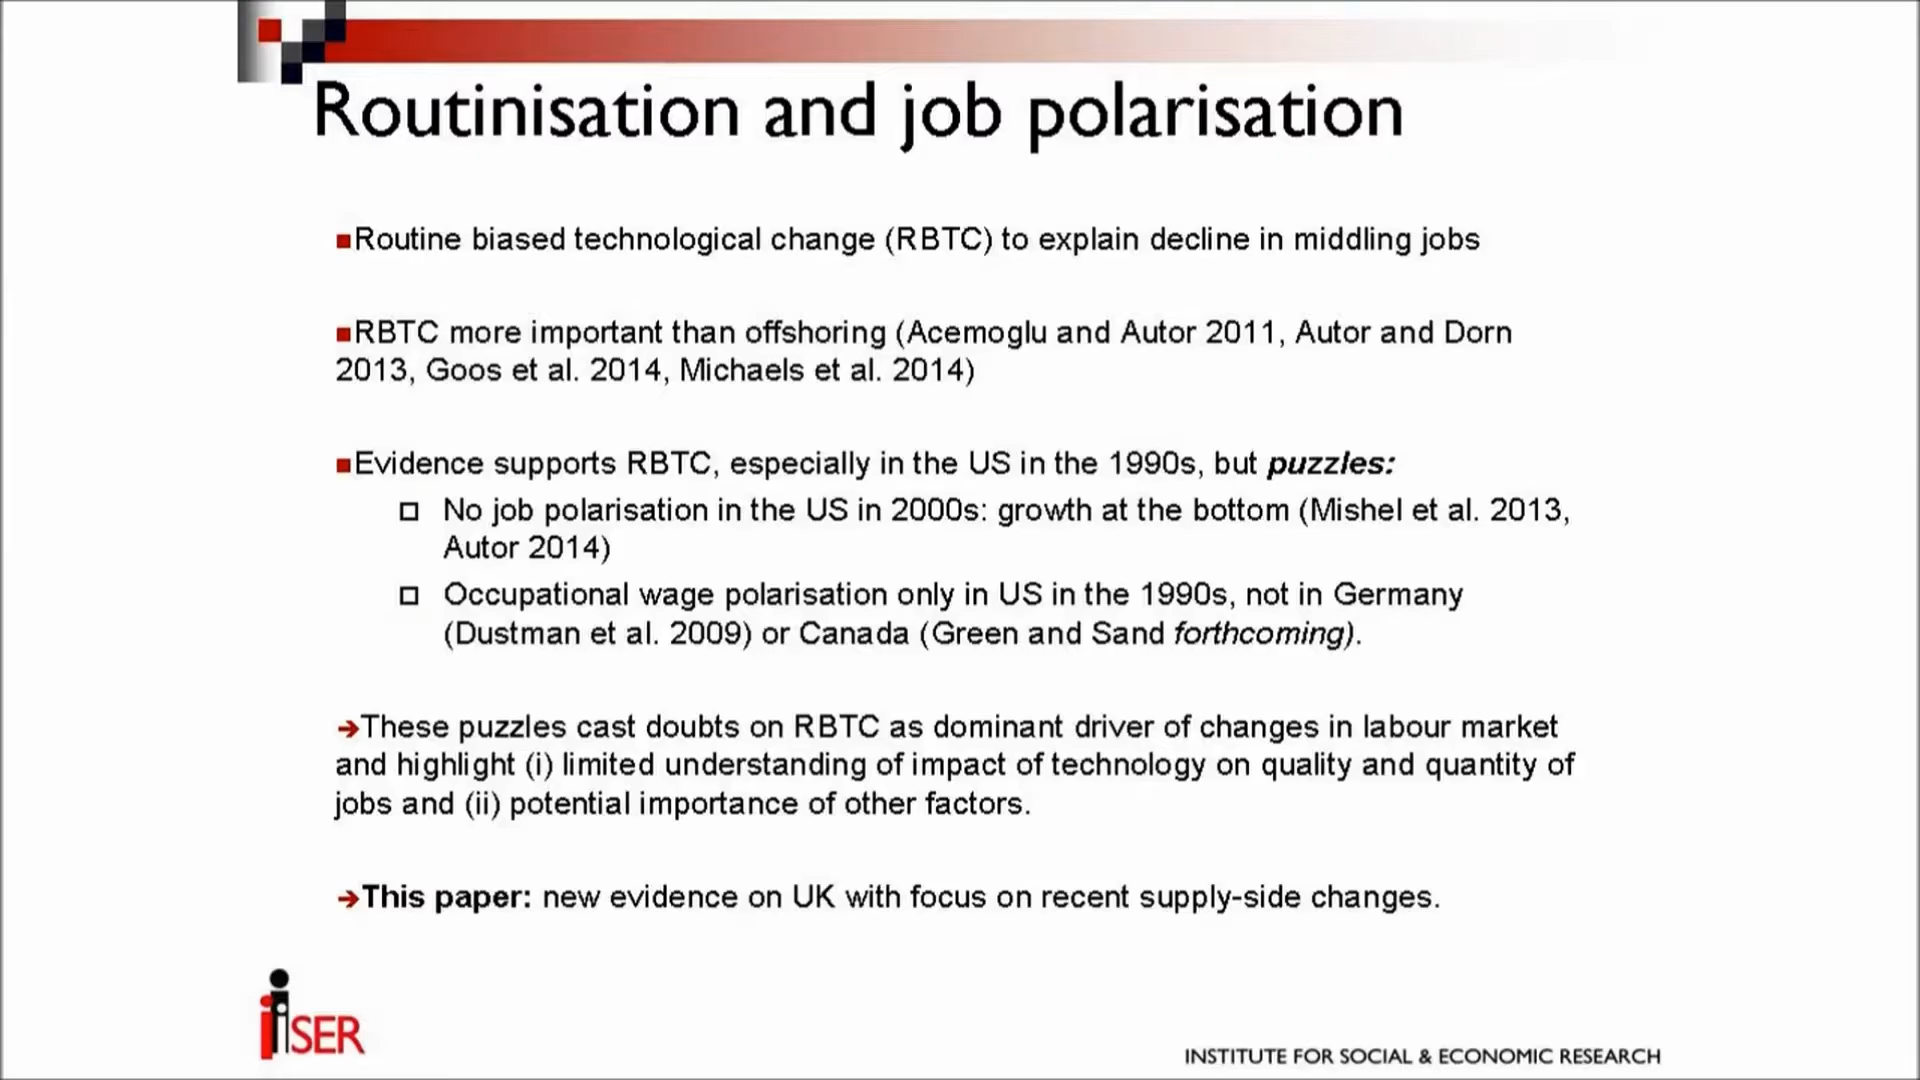 Routinisation and job polarisation
Routine biased technological change (RBTC) to explain decline in middling jobs
RBTC more important than offshoring (Acemoglu and Autor 2011, Autor and Dorn
2013, Goos et al. 2014, Michaels et al. 2014)
Evidence supports RBTC, especially in the US in the 1990s, but puzzles:
No job polarisation in the US in 2000s: growth at the bottom (Mishel et al. 2013,
Autor 2014)
Occupational wage polarisation only in US in the 1990s, not in Germany
(Dustman et al. 2009) or Canada (Green and Sand forthcoming).
→These puzzles cast doubts on RBTC as dominant driver of changes in labour market
and highlight (i) limited understanding of impact of technology on quality and quantity of
jobs and (ii) potential importance of other factors.
→This paper: new evidence on UK with focus on recent supply-side changes.
iiSER
INSTITUTE FOR SOCIAL & ECONOMIC RESEARCH